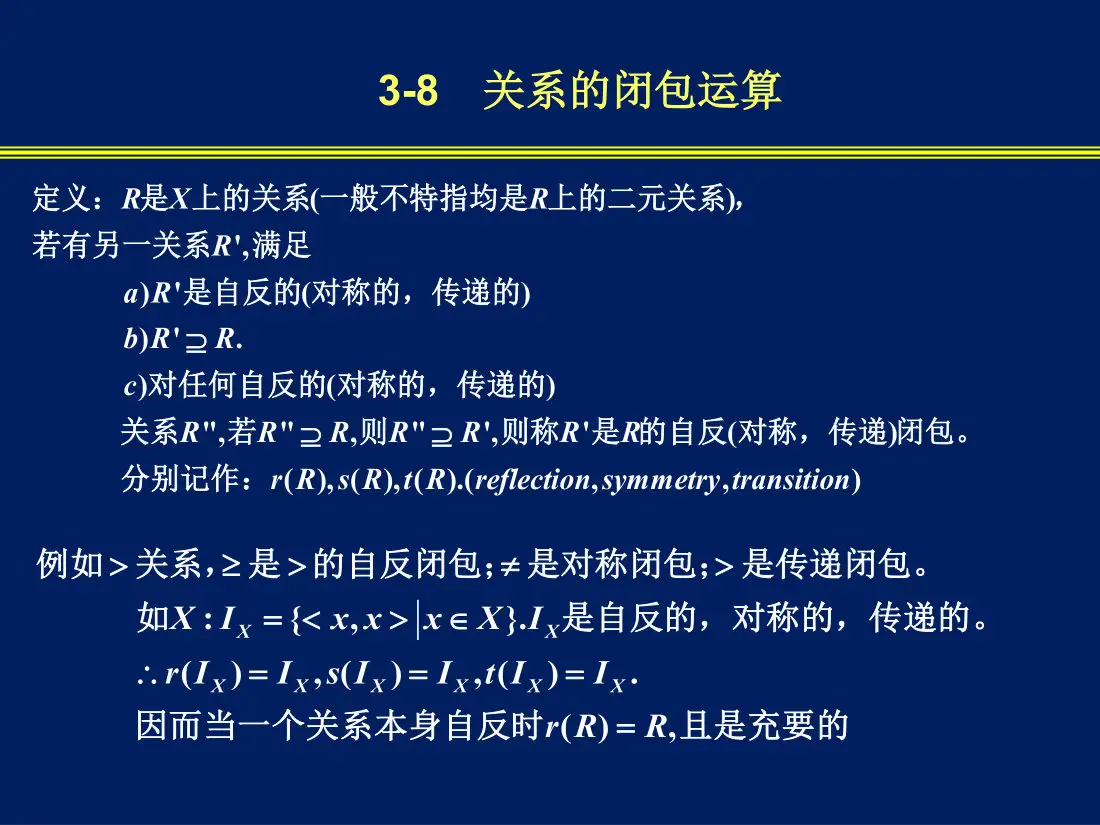 3-8 关系的闭包运算
定义：R是X上的关系(一般不特指均是R上的二元关系),
若有另一关系R',满足
a)R'是自反的(对称的，传递的)
b)R'⊇R.
c)对任何自反的(对称的，传递的)
关系R",若R"⊇R,则R"⊇R',则称R'是R的自反(对称，传递)闭包。
分别记作：r(R),s(R),t(R).(reflection,symmetry,transition)
例如>关系,≥是>的自反闭包;≠是对称闭包;>是传递闭包。
如X:I_X={<x,x>|x∈X}.I_X是自反的，对称的，传递的。
∴r(I_X)=I_X,s(I_X)=I_X,t(I_X)=I_X.
因而当一个关系本身自反时r(R)=R,且是充要的